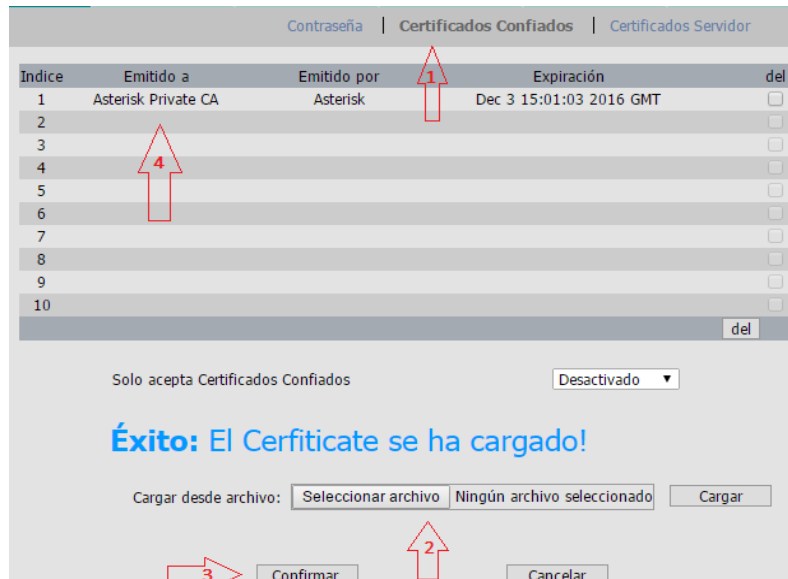 Contraseña | Certificados Confiados | Certificados Servidor
Indice Emitido a Emitido por 1 Expiración del
1 Asterisk Private CA Asterisk Dec 3 15:01:03 2016 GMT
2
3
4 4
5
6
7
8
9
10
del
Solo acepta Certificados Confiados Desactivado
Éxito: El Cerfiticate se ha cargado!
Cargar desde archivo: Seleccionar archivo Ningún archivo seleccionado Cargar
2
3 Confirmar Cancelar